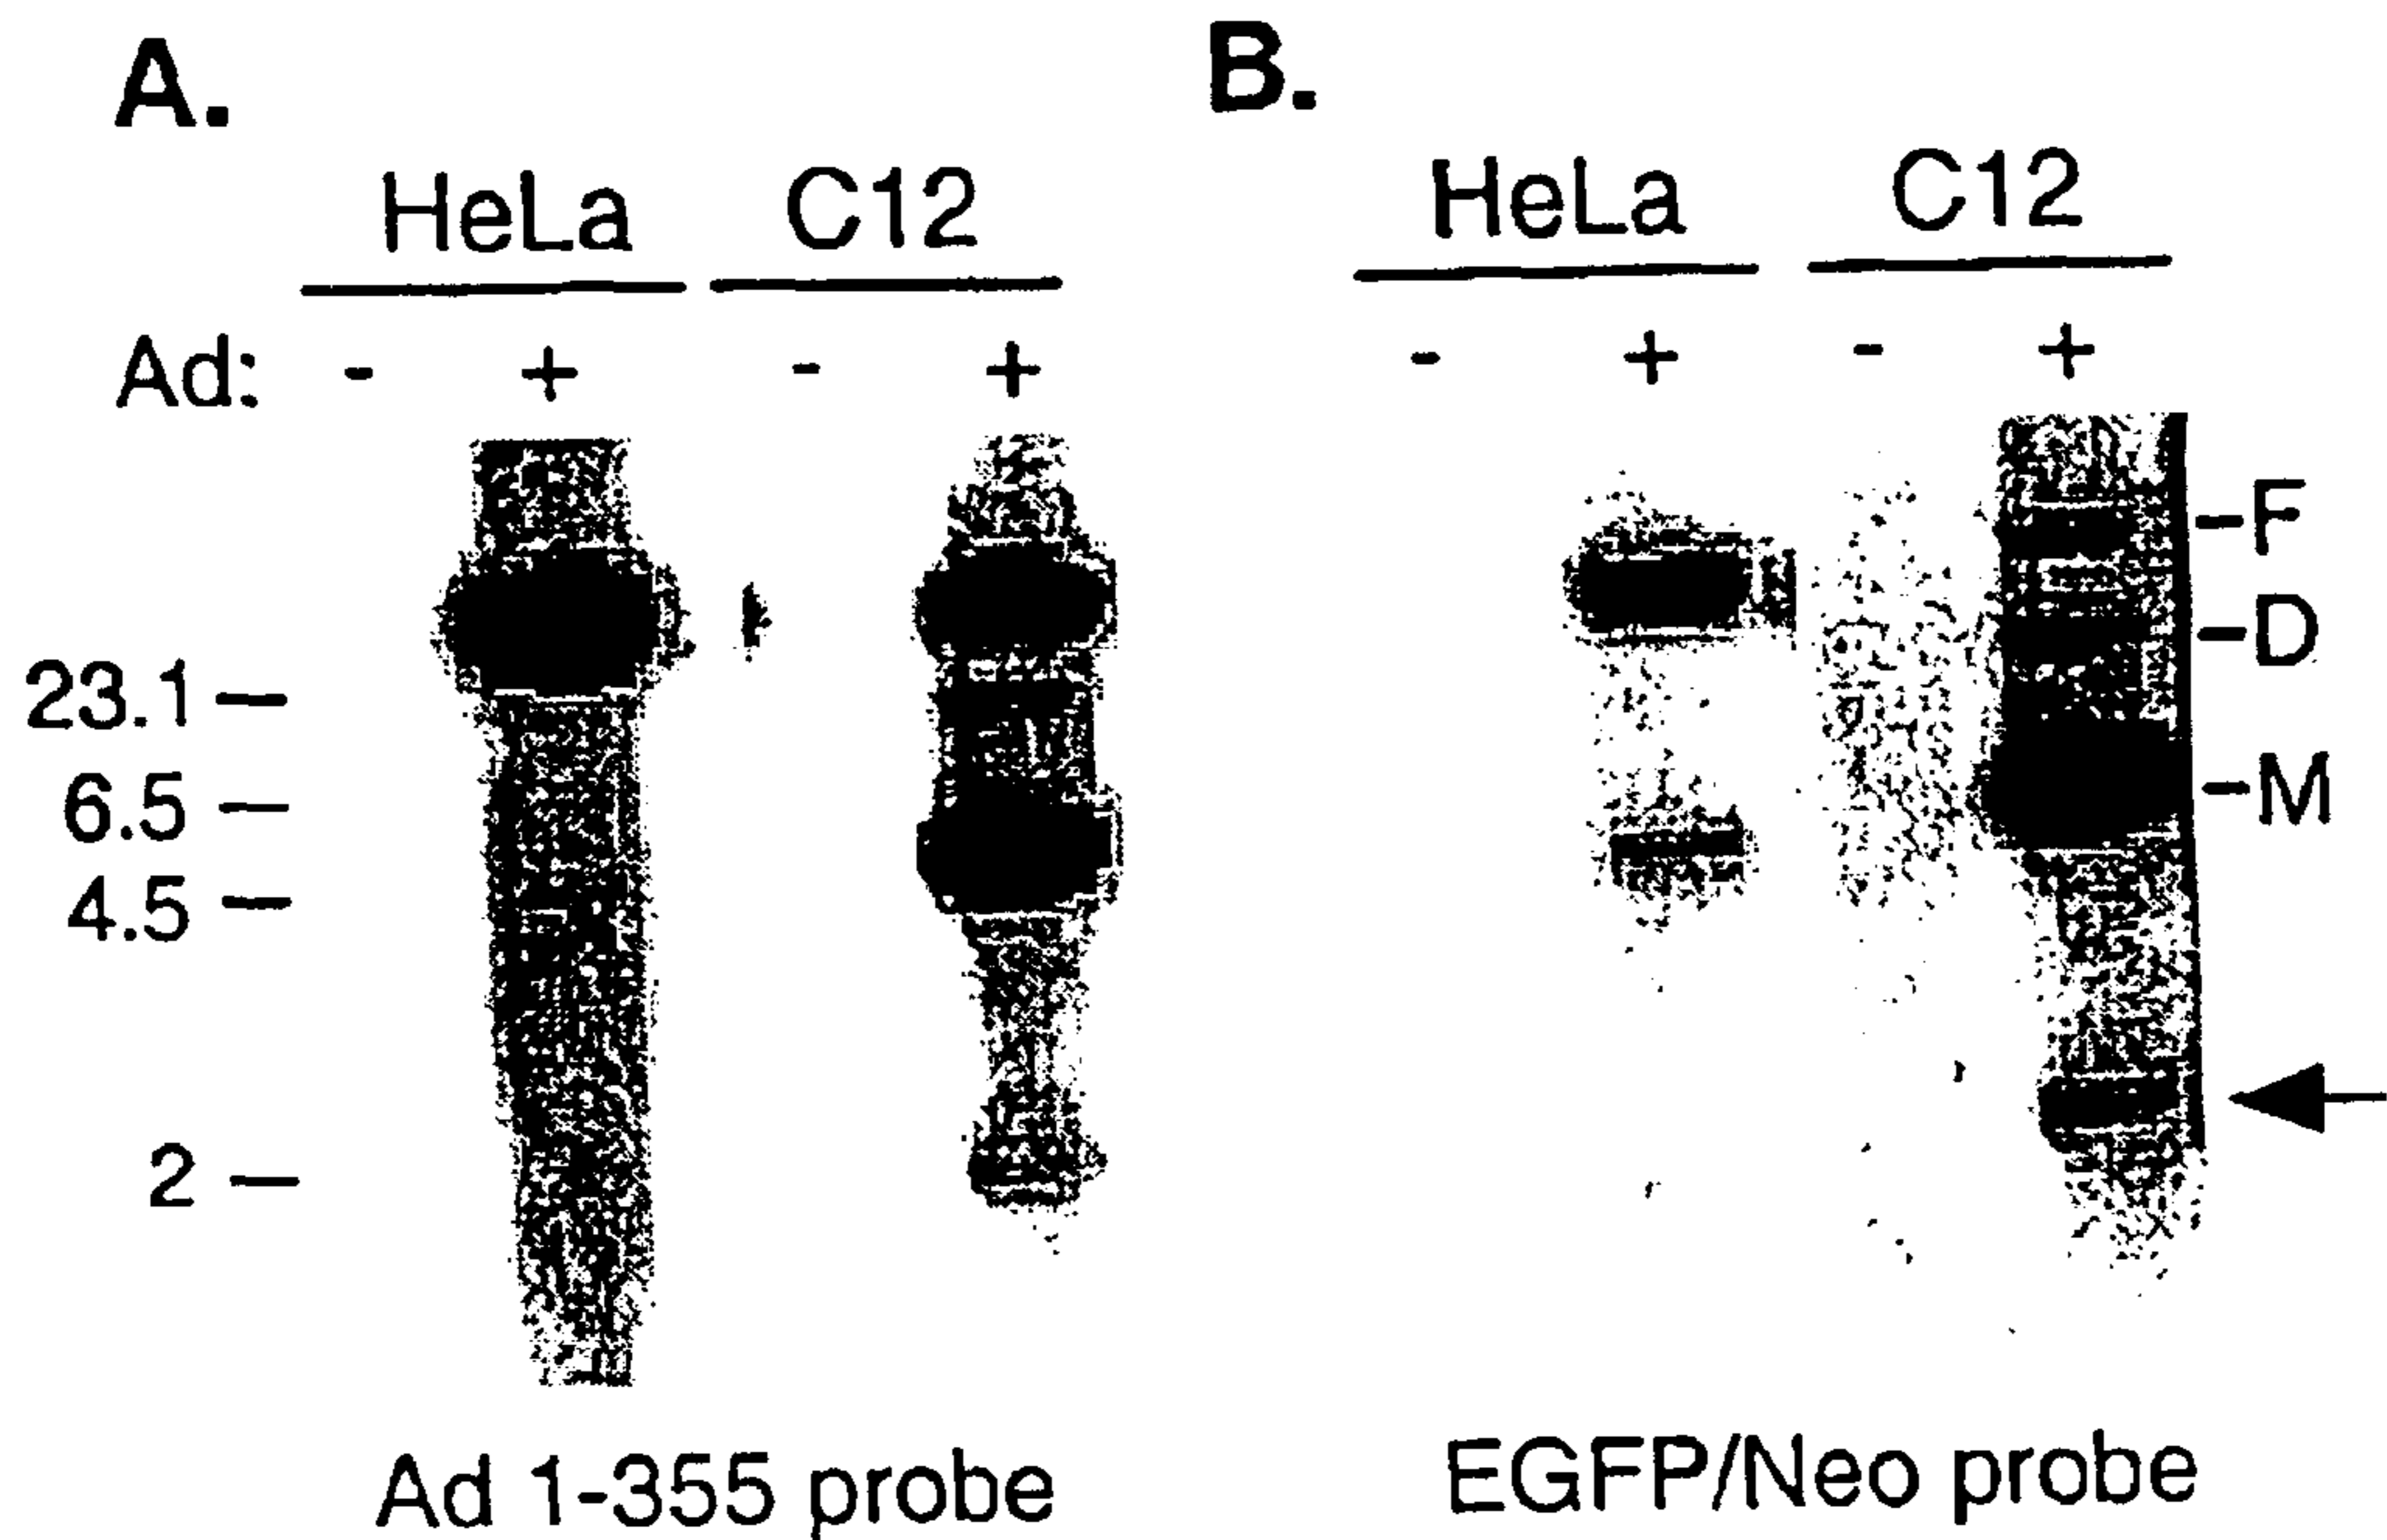 A.
B.
HeLa C12
HeLa C12
Ad: - + - +
- + - +
F
D
23.1
6.5
M
4.5
2
Ad 1-355 probe
EGFP/Neo probe